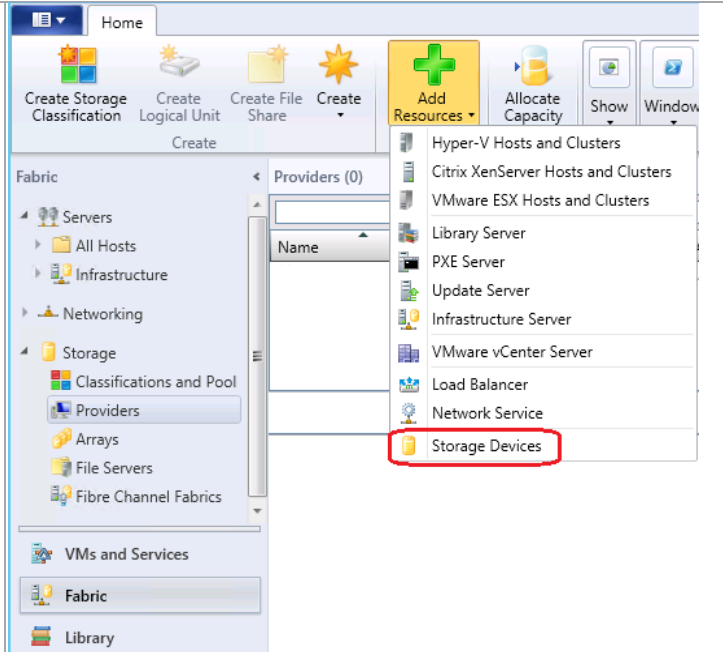 Home
Create Storage Classification
Create Logical Unit
Create File Share
Create
Add Resources
Allocate Capacity
Show
Window
Create
Fabric
Servers
All Hosts
Infrastructure
Networking
Storage
Classifications and Pool
Providers
Arrays
File Servers
Fibre Channel Fabrics
VMs and Services
Fabric
Library
Providers (0)
Name
Hyper-V Hosts and Clusters
Citrix XenServer Hosts and Clusters
VMware ESX Hosts and Clusters
Library Server
PXE Server
Update Server
Infrastructure Server
VMware vCenter Server
Load Balancer
Network Service
Storage Devices